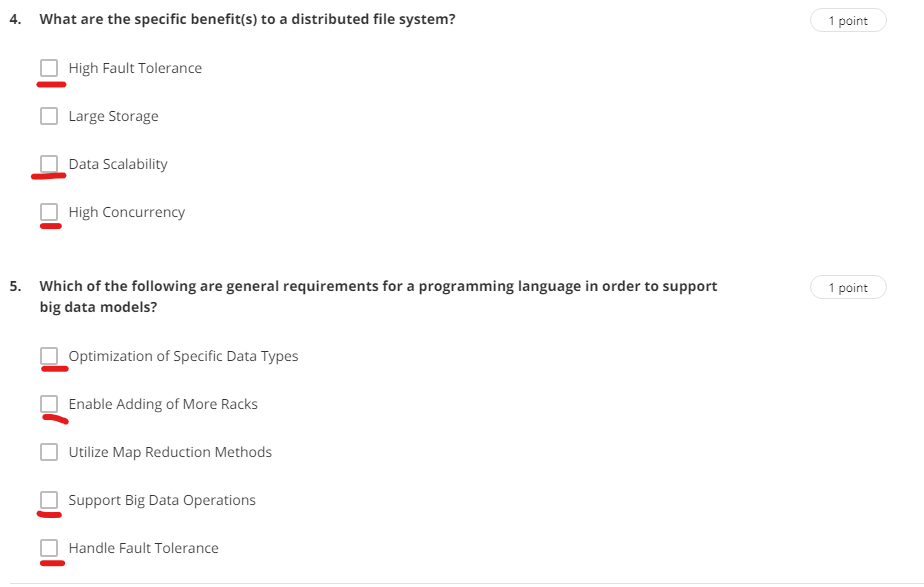 4. What are the specific benefit(s) to a distributed file system? 1 point
High Fault Tolerance
Large Storage
Data Scalability
High Concurrency
5. Which of the following are general requirements for a programming language in order to support 1 point
big data models?
Optimization of Specific Data Types
Enable Adding of More Racks
Utilize Map Reduction Methods
Support Big Data Operations
Handle Fault Tolerance